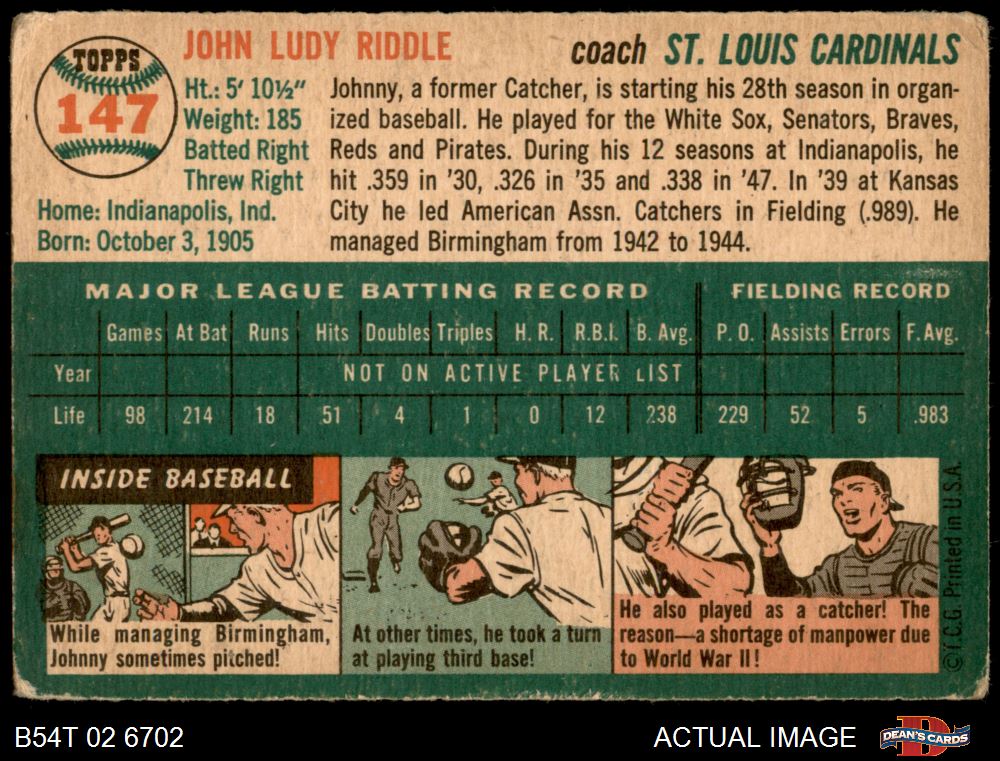 TOPPS
147
JOHN LUDY RIDDLE
coach ST. LOUIS CARDINALS
Ht.: 5' 10½"
Weight: 185
Batted Right
Threw Right
Home: Indianapolis, Ind.
Born: October 3, 1905
Johnny, a former Catcher, is starting his 28th season in organ-
ized baseball. He played for the White Sox, Senators, Braves,
Reds and Pirates. During his 12 seasons at Indianapolis, he
hit .359 in '30, .326 in '35 and .338 in '47. In '39 at Kansas
City he led American Assn. Catchers in Fielding (.989). He
managed Birmingham from 1942 to 1944.
MAJOR LEAGUE BATTING RECORD FIELDING RECORD
Games At Bat Runs Hits Doubles Triples H. R. R.B.I. B. Avg. P. O. Assists Errors F. Avg.
Year NOT ON ACTIVE PLAYER LIST
Life 98 214 18 51 4 1 0 12 .238 229 52 5 .983
INSIDE BASEBALL
While managing Birmingham,
Johnny sometimes pitched!
At other times, he took a turn
at playing third base!
He also played as a catcher! The
reason—a shortage of manpower due
to World War II!
©T.C.G. Printed in U.S.A.
B54T 02 6702
ACTUAL IMAGE
DEAN'S CARDS